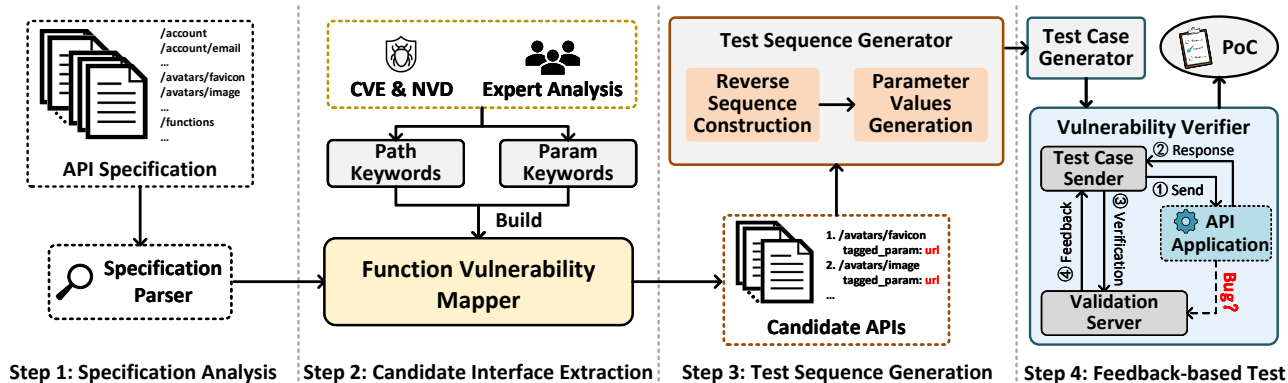 /account
/account/email
...
/avatars/favicon
/avatars/image
...
/functions
...
API Specification
Specification
Parser
Step 1: Specification Analysis
CVE & NVD
Expert Analysis
Path
Keywords
Param
Keywords
Build
Function Vulnerability
Mapper
Step 2: Candidate Interface Extraction
Test Sequence Generator
Reverse
Sequence
Construction
Parameter
Values
Generation
1. /avatars/favicon
tagged_param: url
2. /avatars/image
tagged_param: url
...
Candidate APIs
Step 3: Test Sequence Generation
Test Case
Generator
PoC
Vulnerability Verifier
Test Case
Sender
② Response
① Send
API
Application
③ Verification
④ Feedback
Bug?
Validation
Server
Step 4: Feedback-based Test